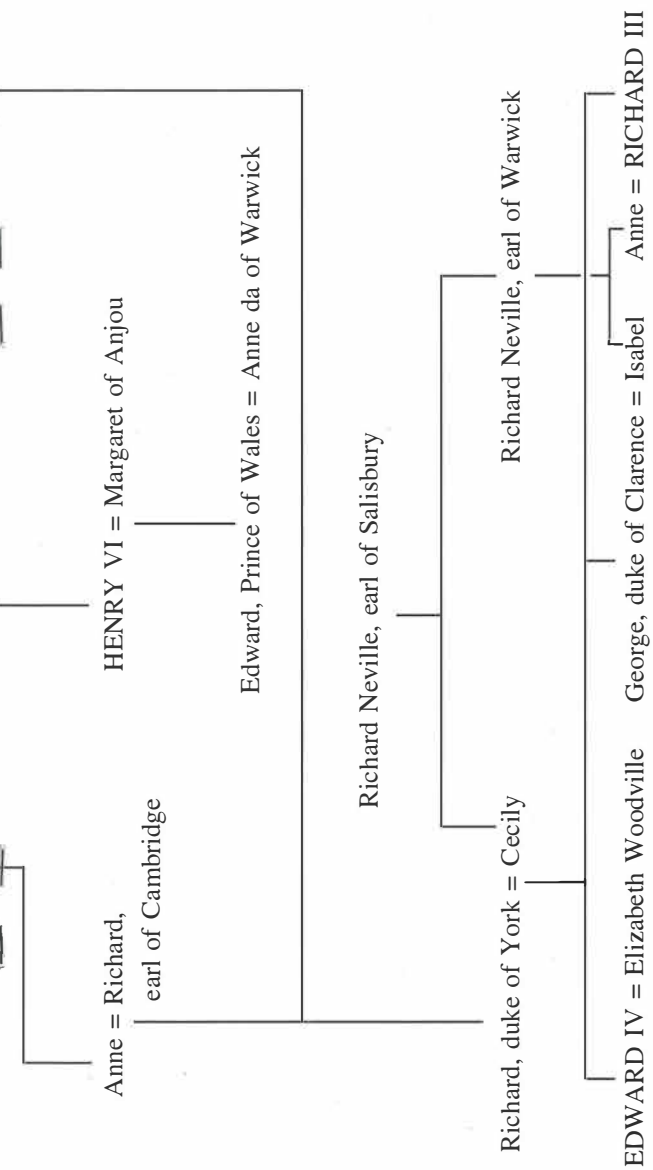 Anne = Richard,
earl of Cambridge
HENRY VI = Margaret of Anjou
Edward, Prince of Wales = Anne da of Warwick
Richard Neville, earl of Salisbury
Richard, duke of York = Cecily
Richard Neville, earl of Warwick
EDWARD IV = Elizabeth Woodville
George, duke of Clarence = Isabel
Anne = RICHARD III